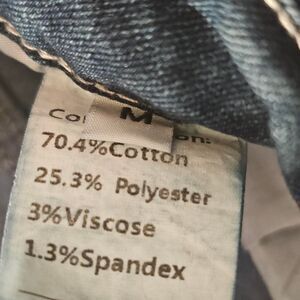 M
70.4%Cotton
25.3% Polyester
3%Viscose
1.3%Spandex